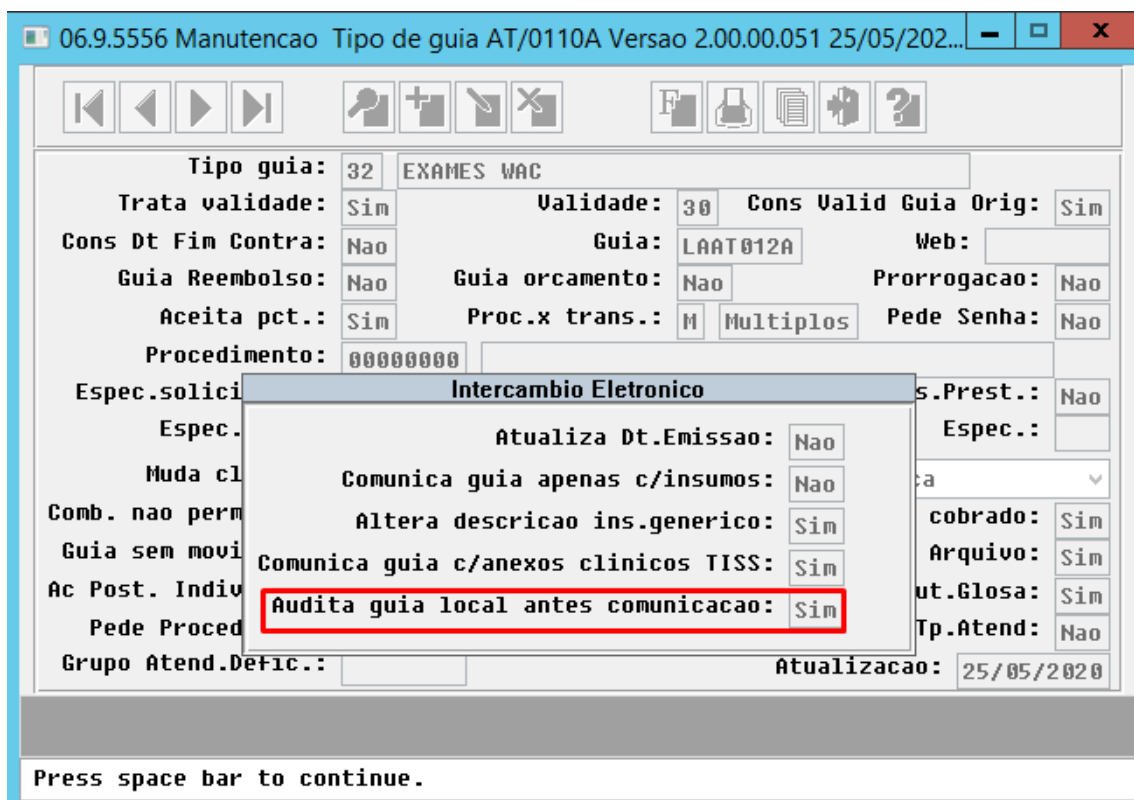 06.9.5556 Manutencao Tipo de guia AT/0110A Versao 2.00.00.051 25/05/202...
Tipo guia: 32 EXAMES WAC
Trata validade: Sim Validade: 30 Cons Valid Guia Orig: Sim
Cons Dt Fim Contra: Nao Guia: LAAT012A Web:
Guia Reembolso: Nao Guia orcamento: Nao Prorrogacao: Nao
Aceita pct.: Sim Proc.x trans.: M Multiplos Pede Senha: Nao
Procedimento: 00000000
Espec.solici s.Prest.: Nao
Espec. Espec.:
Muda cl ca
Comb. nao perm cobrado: Sim
Guia sem movi Arquivo: Sim
Ac Post. Indiv ut.Glosa: Sim
Pede Proced Tp.Atend: Nao
Grupo Atend.Defic.: Atualizacao: 25/05/2020
Intercambio Eletronico
Atualiza Dt.Emissao: Nao
Comunica guia apenas c/insumos: Nao
Altera descricao ins.generico: Sim
Comunica guia c/anexos clinicos TISS: Sim
Audita guia local antes comunicacao: Sim
Press space bar to continue.